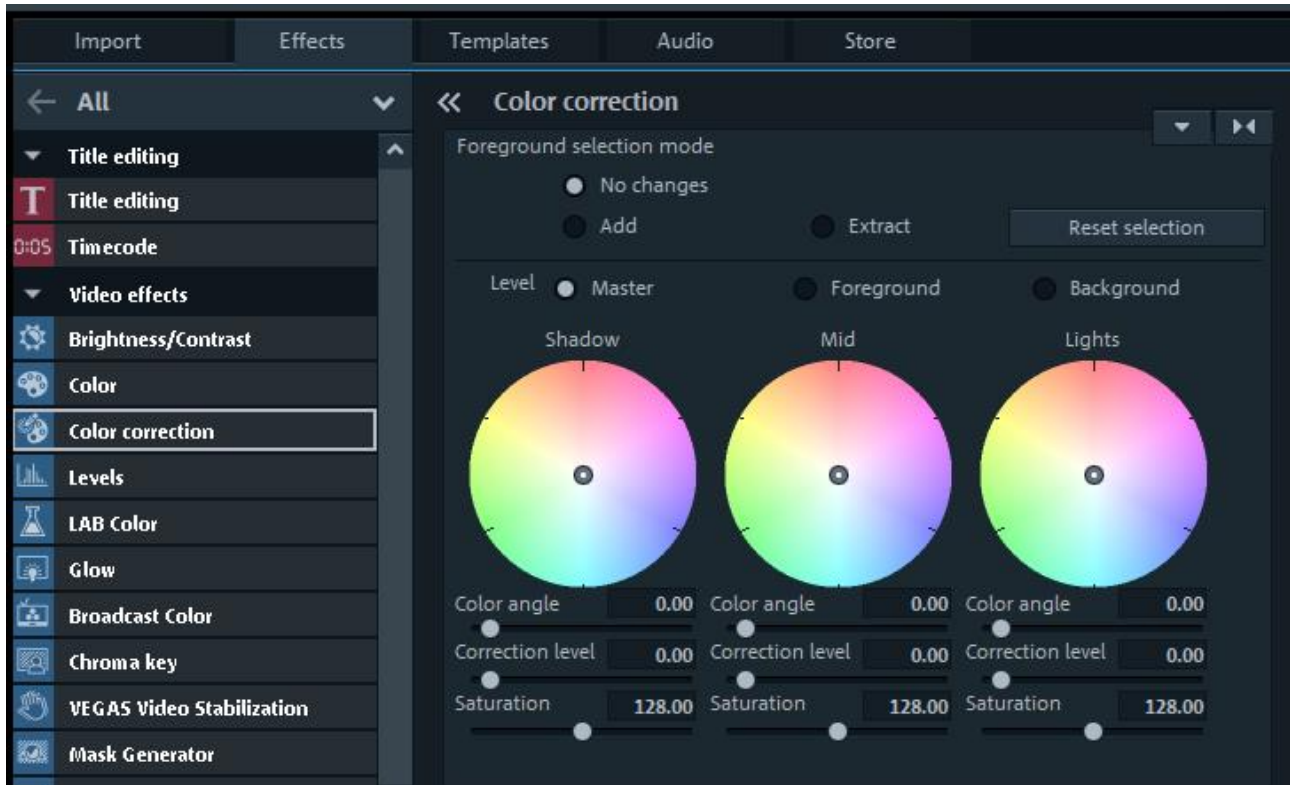 Import Effects Templates Audio Store
All
Title editing
T Title editing
0:05 Timecode
Video effects
Brightness/Contrast
Color
Color correction
Levels
LAB Color
Glow
Broadcast Color
Chroma key
VEGAS Video Stabilization
Mask Generator
Color correction
Foreground selection mode
No changes
Add Extract Reset selection
Level Master Foreground Background
Shadow Mid Lights
Color angle 0.00 Color angle 0.00 Color angle 0.00
Correction level 0.00 Correction level 0.00 Correction level 0.00
Saturation 128.00 Saturation 128.00 Saturation 128.00